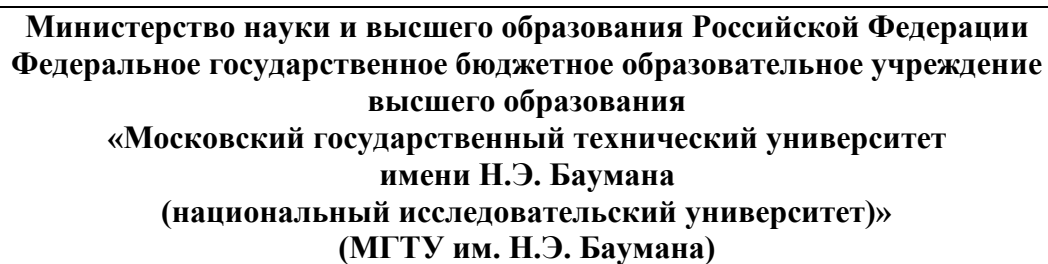 Министерство науки и высшего образования Российской Федерации
Федеральное государственное бюджетное образовательное учреждение
высшего образования
«Московский государственный технический университет
имени Н.Э. Баумана
(национальный исследовательский университет)»
(МГТУ им. Н.Э. Баумана)